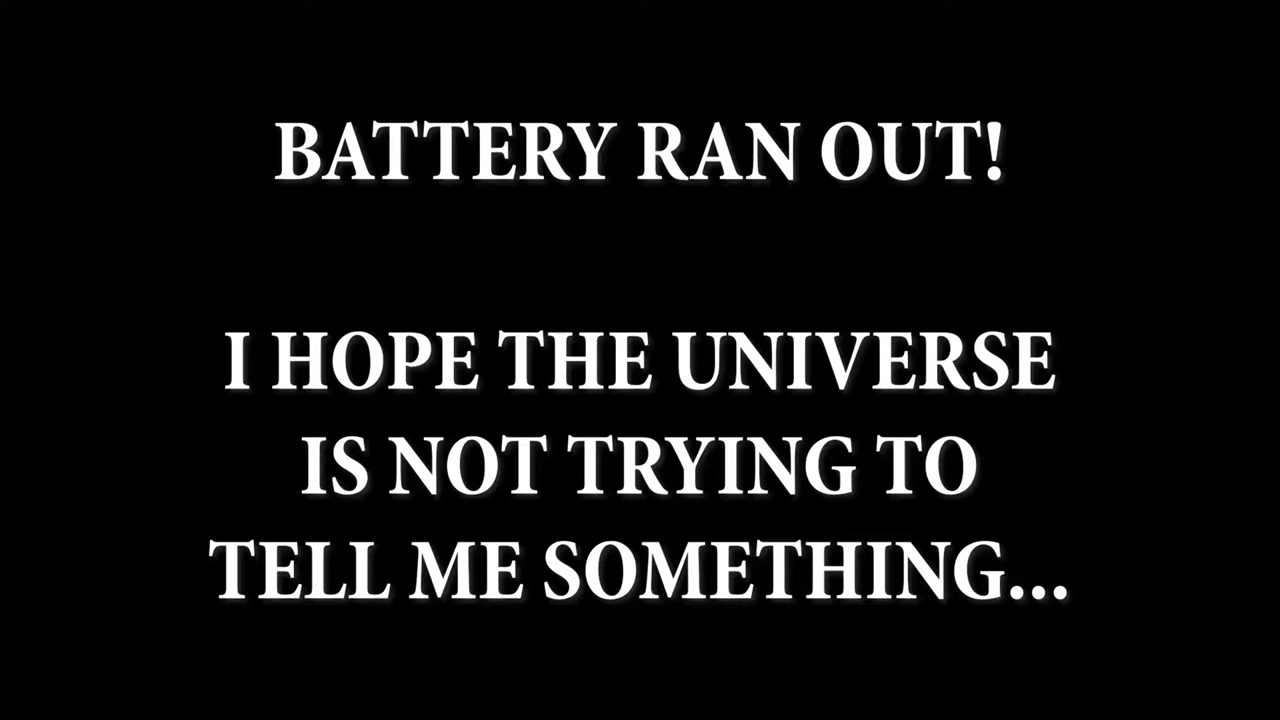 BATTERY RAN OUT!
I HOPE THE UNIVERSE
IS NOT TRYING TO
TELL ME SOMETHING...